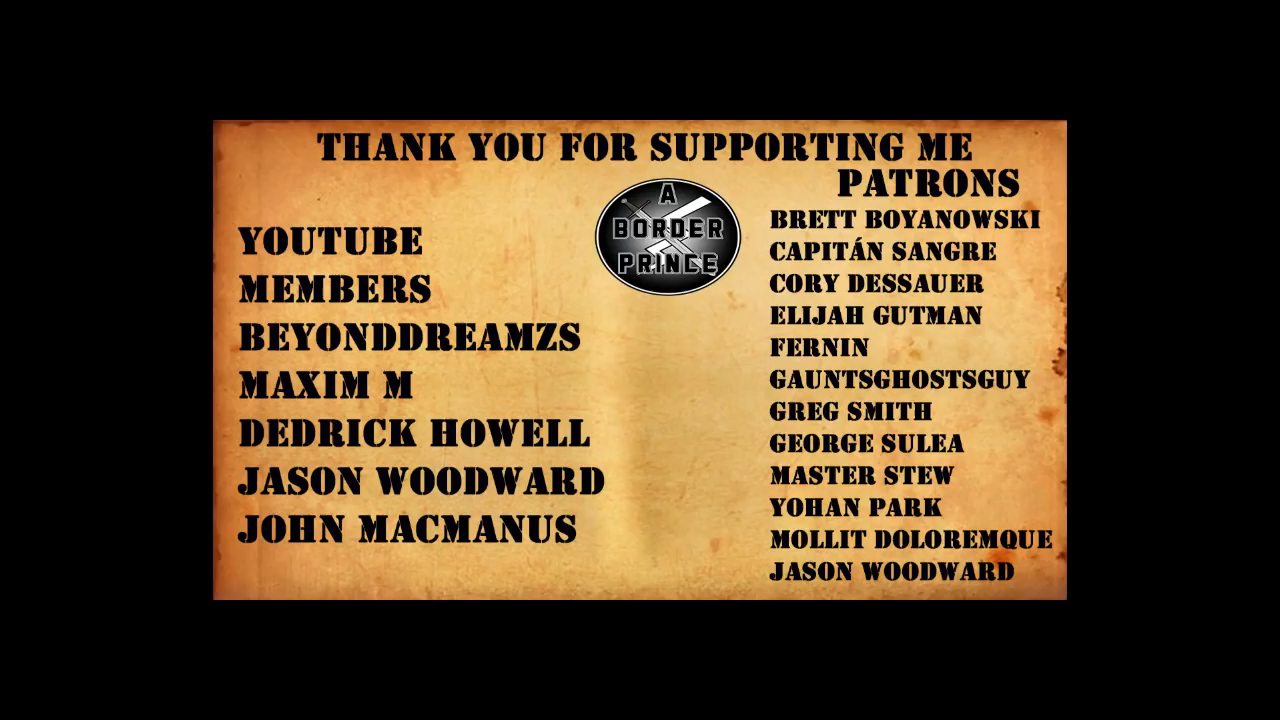 THANK YOU FOR SUPPORTING ME
A
BORDER
PRINCE
YOUTUBE
MEMBERS
BEYONDDREAMZS
MAXIM M
DEDRICK HOWELL
JASON WOODWARD
JOHN MACMANUS
PATRONS
BRETT BOYANOWSKI
CAPITÁN SANGRE
CORY DESSAUER
ELIJAH GUTMAN
FERNIN
GAUNTSGHOSTSGUY
GREG SMITH
GEORGE SULEA
MASTER STEW
YOHAN PARK
MOLLIT DOLOREMQUE
JASON WOODWARD